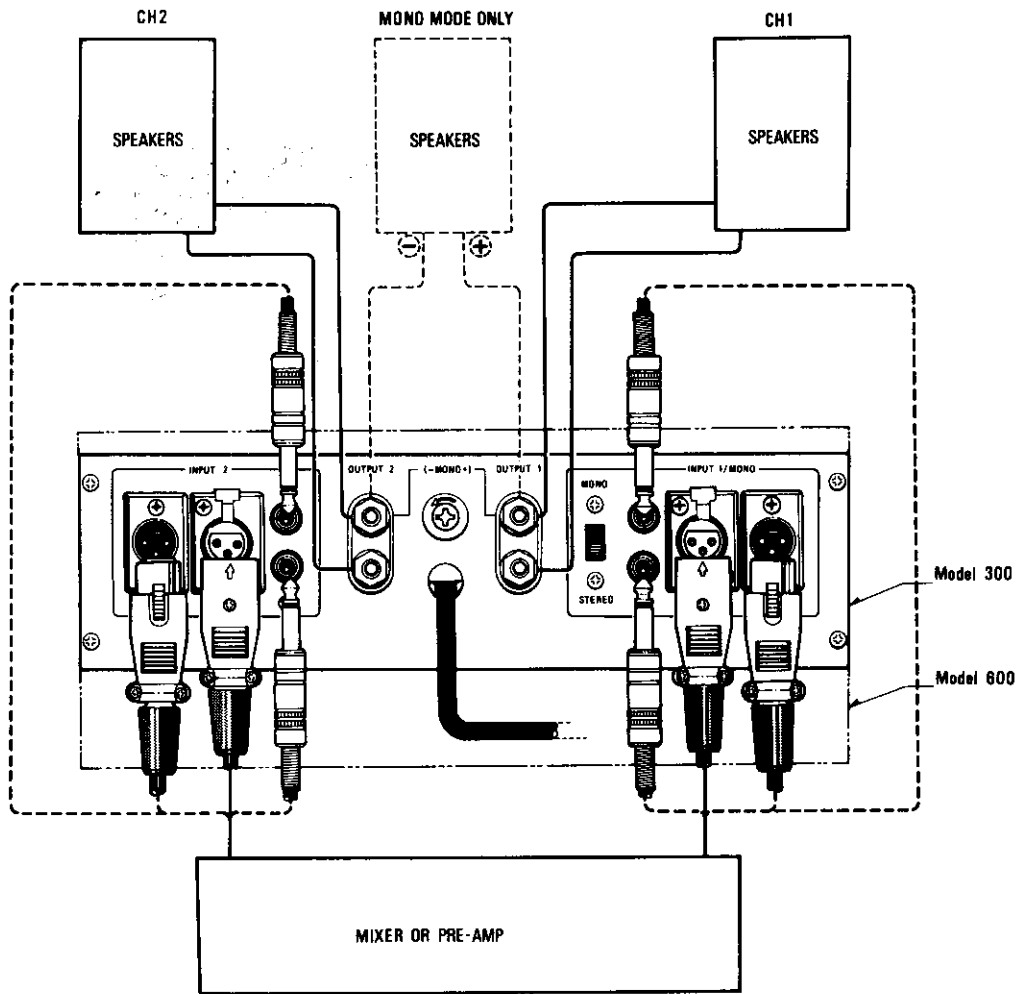 CH2
MONO MODE ONLY
CH1
SPEAKERS
SPEAKERS
SPEAKERS
⊖
⊕
INPUT 2
OUTPUT 2
(-MONO+)
OUTPUT 1
INPUT 1/MONO
MONO
STEREO
Model 300
Model 600
MIXER OR PRE-AMP